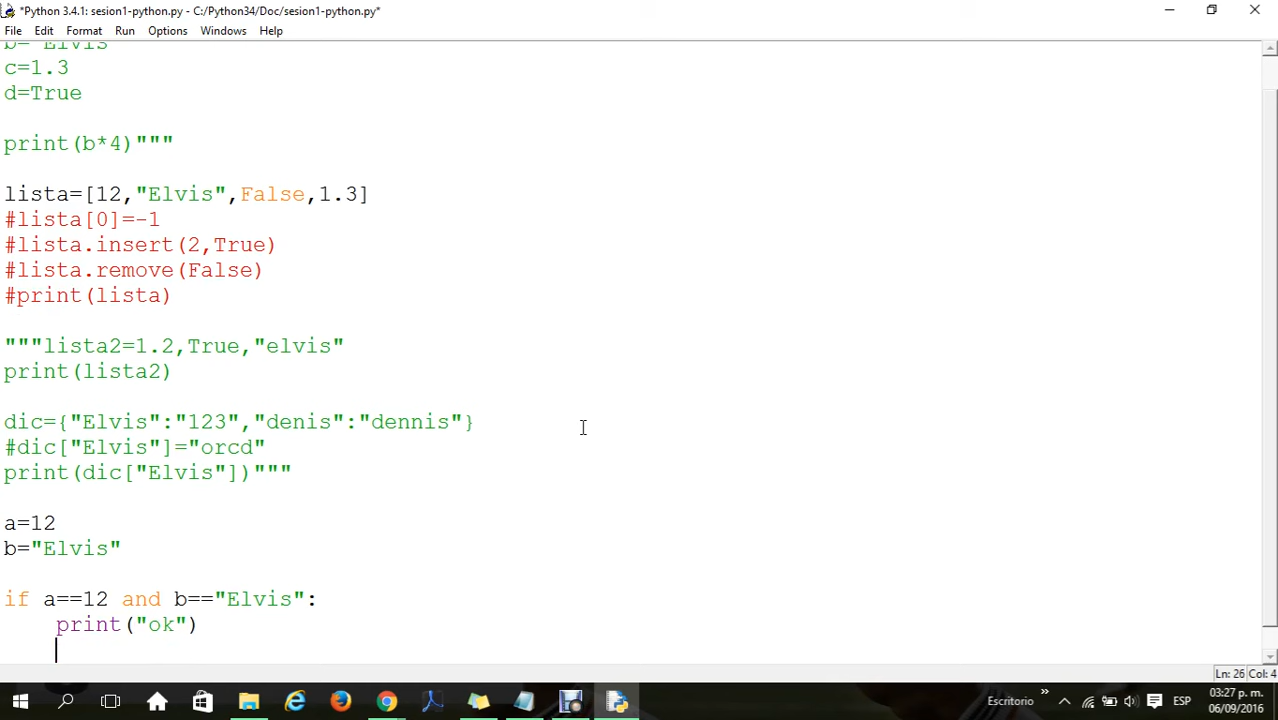 *Python 3.4.1: sesion1-python.py - C:/Python34/Doc/sesion1-python.py*
File Edit Format Run Options Windows Help
b="Elvis"
c=1.3
d=True
print(b*4)"""
lista=[12,"Elvis",False,1.3]
#lista[0]=-1
#lista.insert(2,True)
#lista.remove(False)
#print(lista)
"""lista2=1.2,True,"elvis"
print(lista2)
dic={"Elvis":"123","denis":"dennis"}
#dic["Elvis"]="orcd"
print(dic["Elvis"])"""
a=12
b="Elvis"
if a==12 and b=="Elvis":
    print("ok")
Ln: 26 Col: 4
Escritorio » ESP 03:27 p. m.
06/09/2016